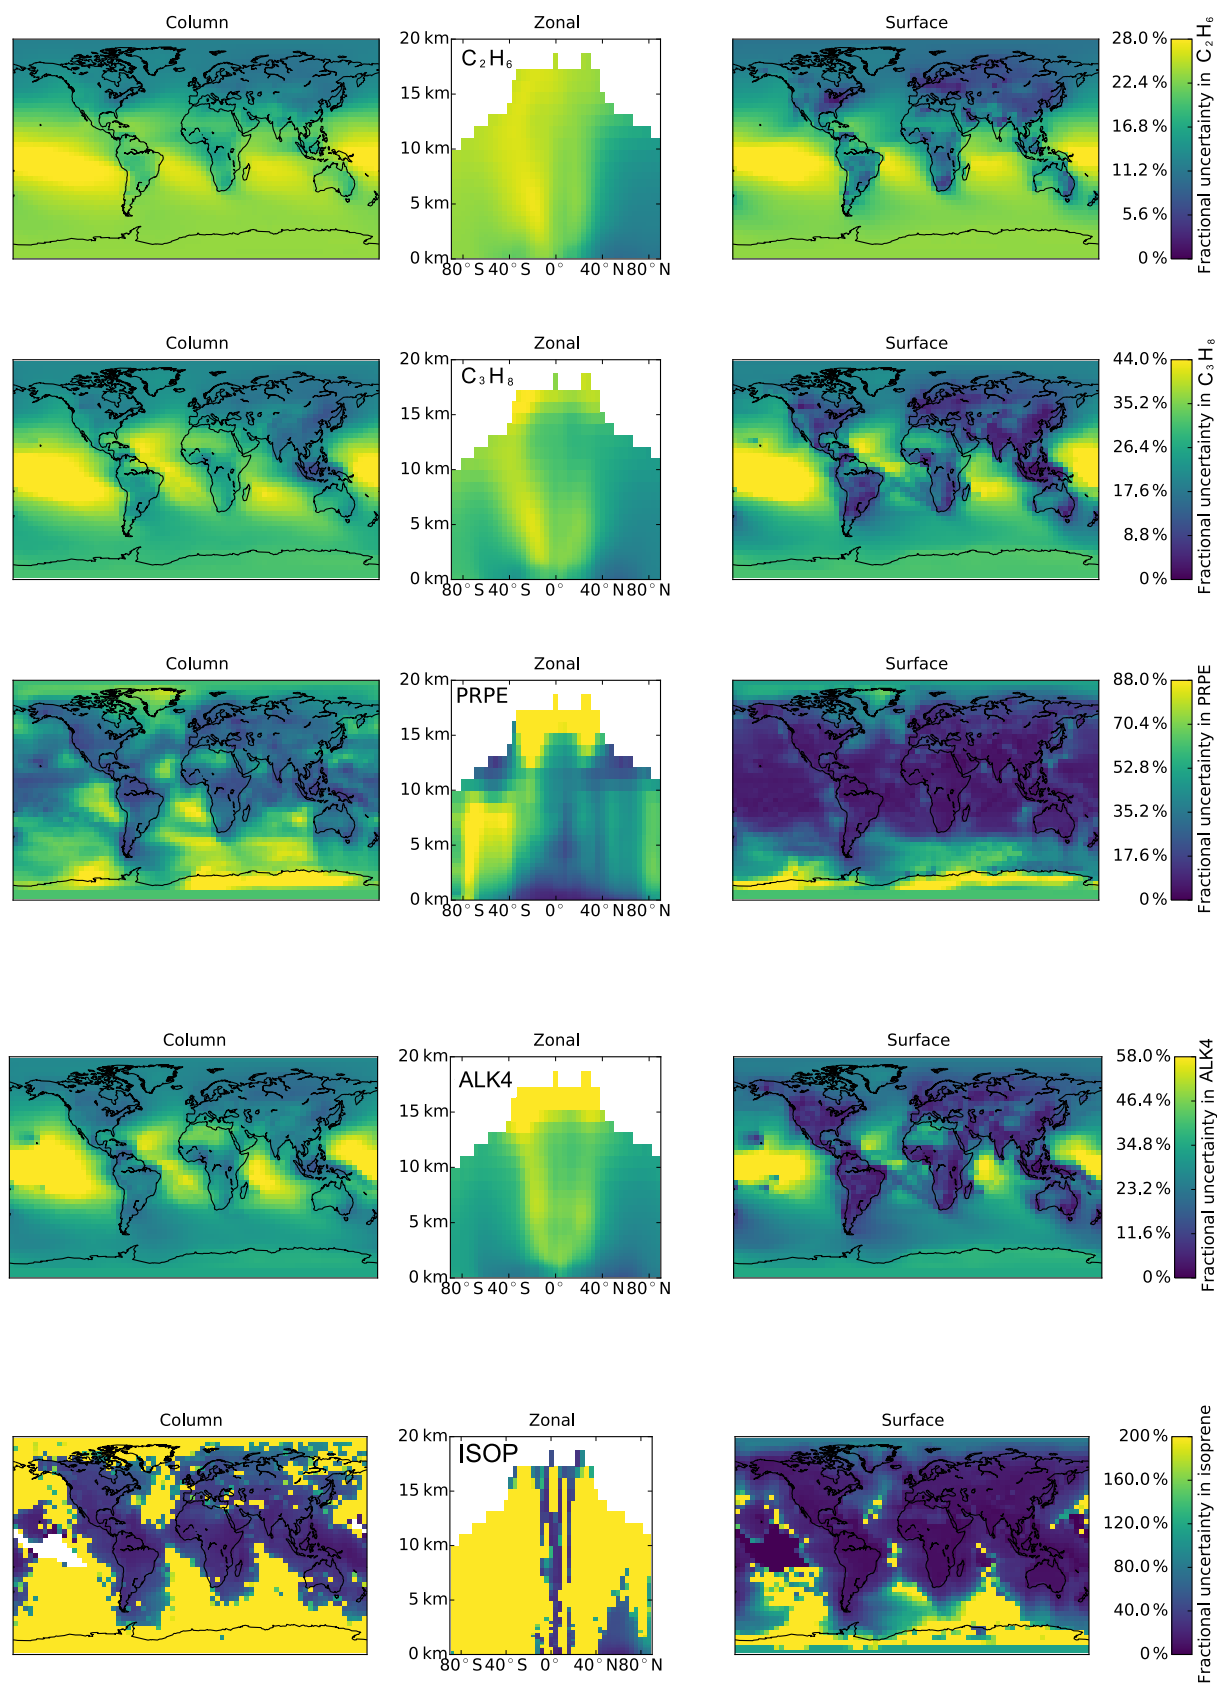 Column Zonal Surface
20 km
15 km
10 km
5 km
0 km
C₂H₆
80°S 40°S 0° 40°N 80°N
28.0 %
22.4 %
16.8 %
11.2 %
5.6 %
0 %
Fractional uncertainty in C₂H₆
Column Zonal Surface
20 km
15 km
10 km
5 km
0 km
C₃H₈
80°S 40°S 0° 40°N 80°N
44.0 %
35.2 %
26.4 %
17.6 %
8.8 %
0 %
Fractional uncertainty in C₃H₈
Column Zonal Surface
20 km
15 km
10 km
5 km
0 km
PRPE
80°S 40°S 0° 40°N 80°N
88.0 %
70.4 %
52.8 %
35.2 %
17.6 %
0 %
Fractional uncertainty in PRPE
Column Zonal Surface
20 km
15 km
10 km
5 km
0 km
ALK4
80°S 40°S 0° 40°N 80°N
58.0 %
46.4 %
34.8 %
23.2 %
11.6 %
0 %
Fractional uncertainty in ALK4
Column Zonal Surface
20 km
15 km
10 km
5 km
0 km
ISOP
80°S 40°S 0° 40°N 80°N
200 %
160.0 %
120.0 %
80.0 %
40.0 %
0 %
Fractional uncertainty in isoprene